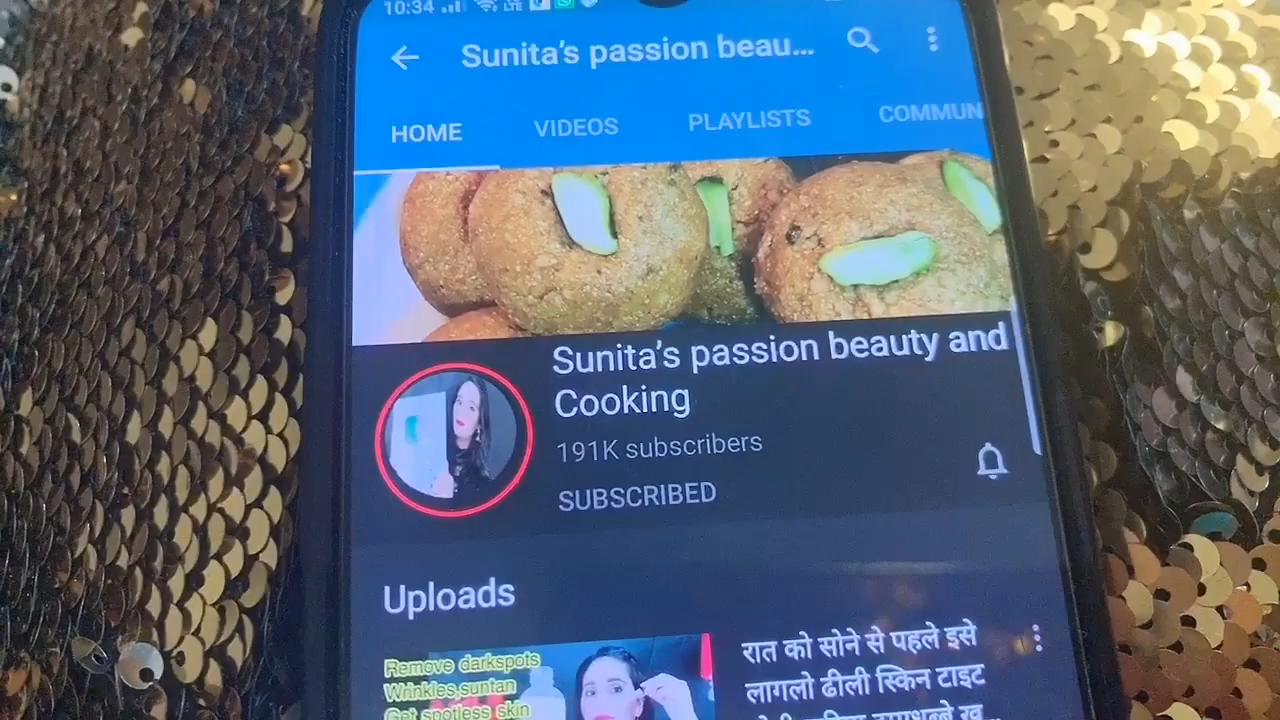 10:34
Sunita's passion beau...
HOME VIDEOS PLAYLISTS COMMUN
Sunita's passion beauty and
Cooking
191K subscribers
SUBSCRIBED
Uploads
Remove darkspots
Wrinkles,suntan
Get spotless skin
रात को सोने से पहले इसे
लागलो ढीली स्किन टाइट